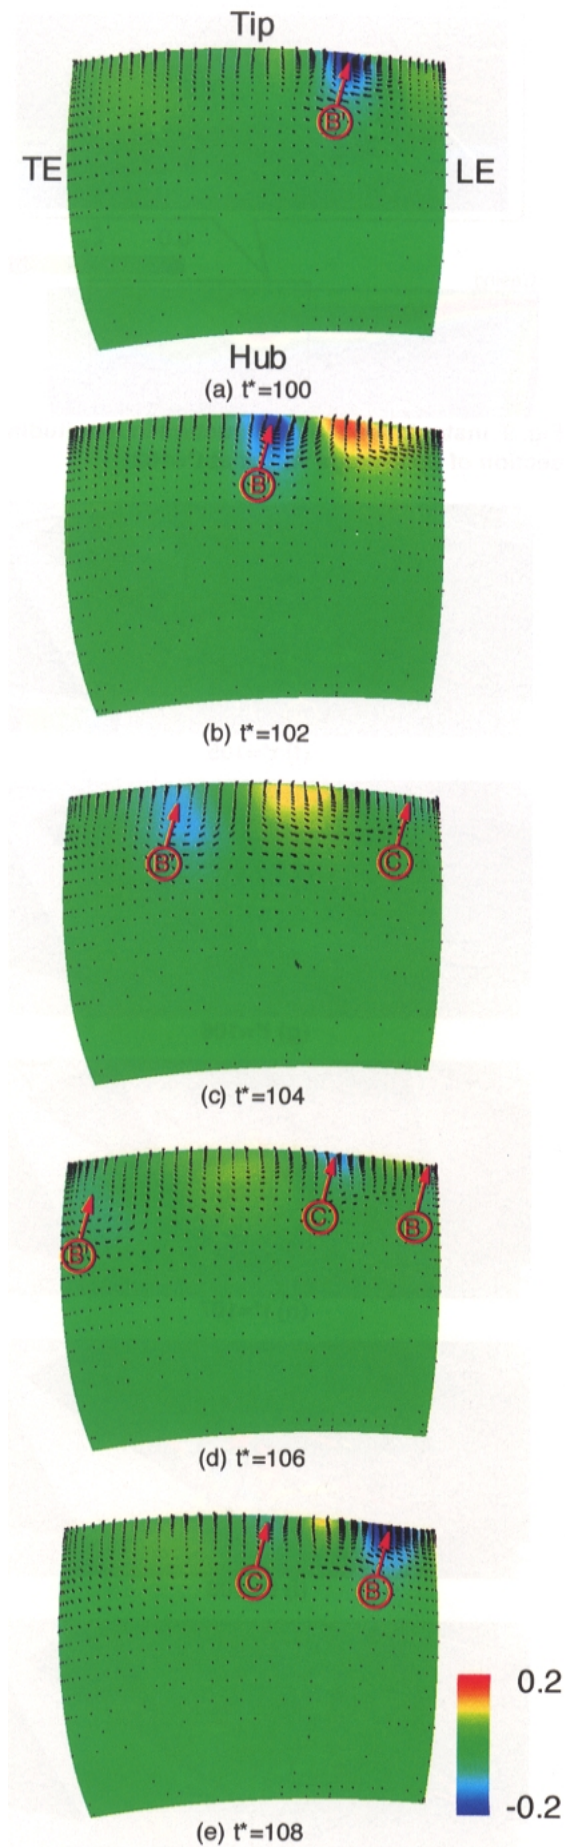 Tip
B'
TE
LE
Hub
(a) t*=100
B'
(b) t*=102
B'
C
(c) t*=104
C
B
B'
(d) t*=106
C
B
0.2
-0.2
(e) t*=108